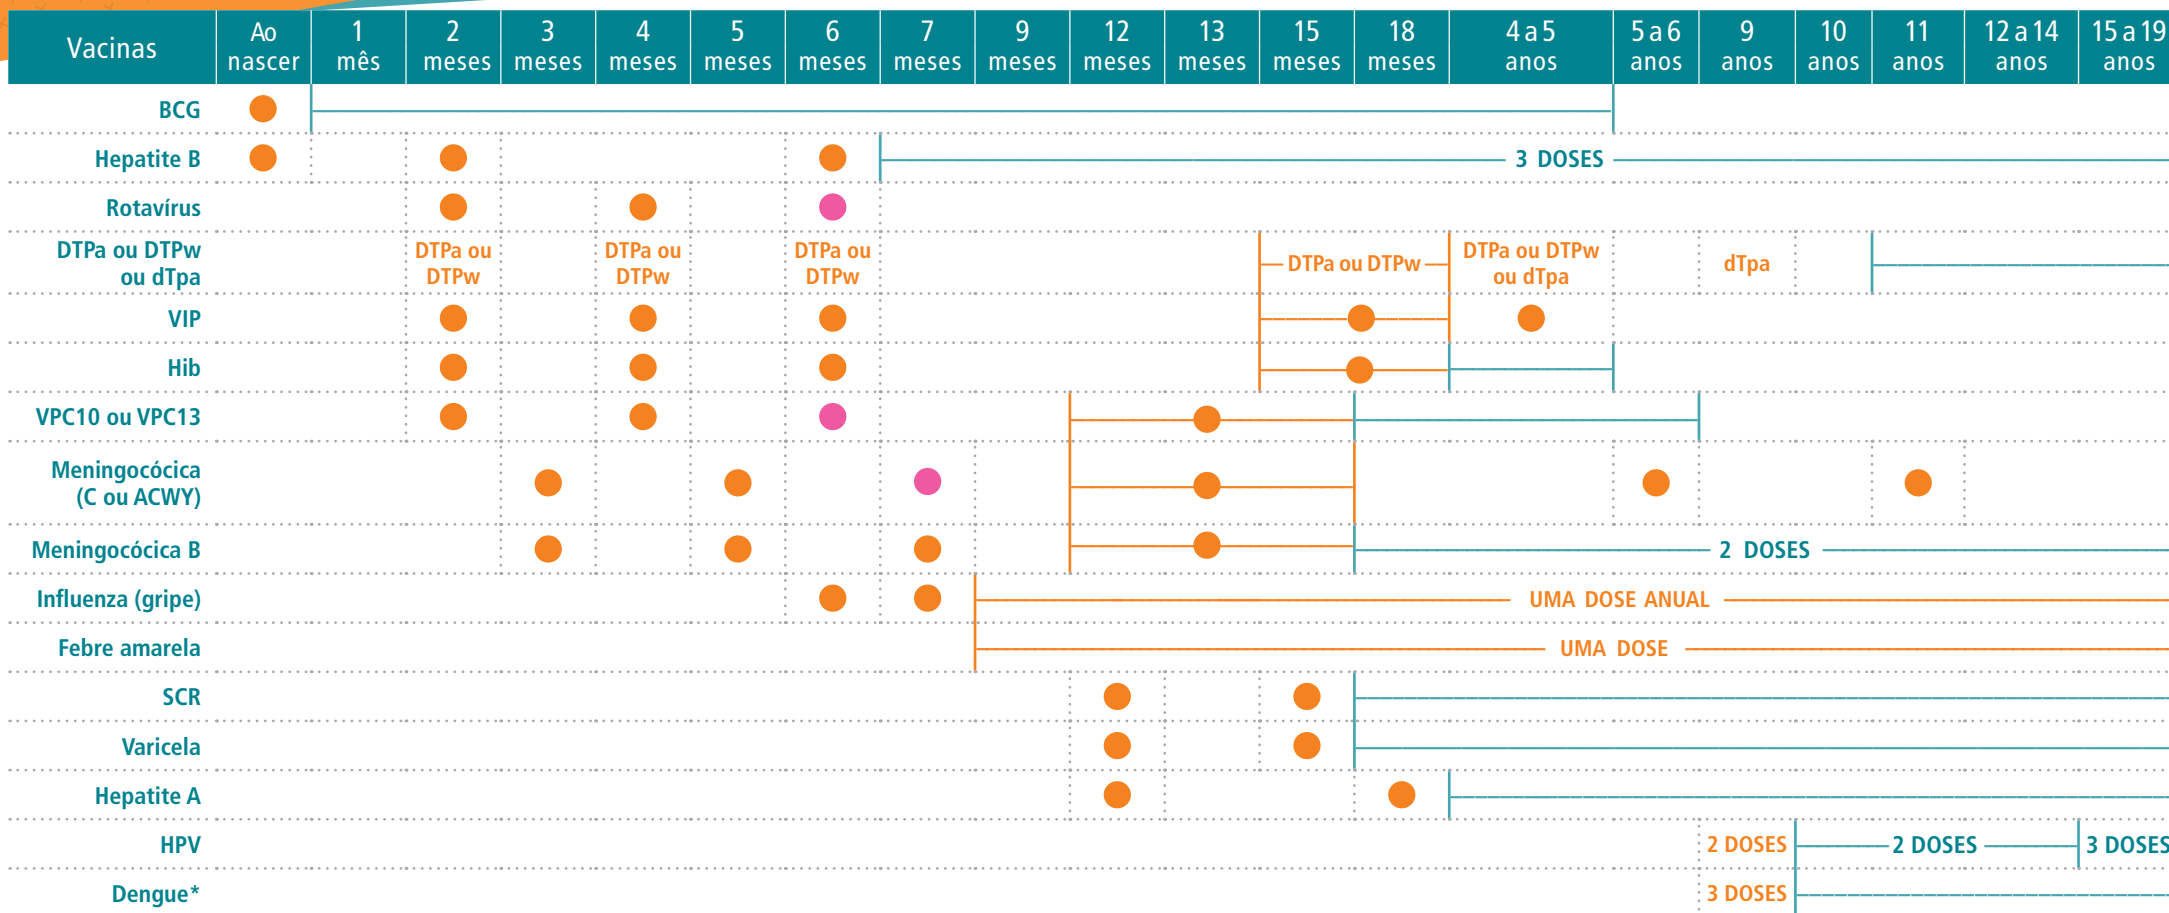 Vacinas
Ao nascer
1 mês
2 meses
3 meses
4 meses
5 meses
6 meses
7 meses
9 meses
12 meses
13 meses
15 meses
18 meses
4 a 5 anos
5 a 6 anos
9 anos
10 anos
11 anos
12 a 14 anos
15 a 19 anos
BCG
Hepatite B
3 DOSES
Rotavírus
DTPa ou DTPw
ou dTpa
DTPa ou
DTPw
DTPa ou
DTPw
DTPa ou
DTPw
DTPa ou DTPw
DTPa ou DTPw
ou dTpa
dTpa
VIP
Hib
VPC10 ou VPC13
Meningocócica
(C ou ACWY)
Meningocócica B
2 DOSES
Influenza (gripe)
UMA DOSE ANUAL
Febre amarela
UMA DOSE
SCR
Varicela
Hepatite A
HPV
2 DOSES
2 DOSES
3 DOSES
Dengue*
3 DOSES